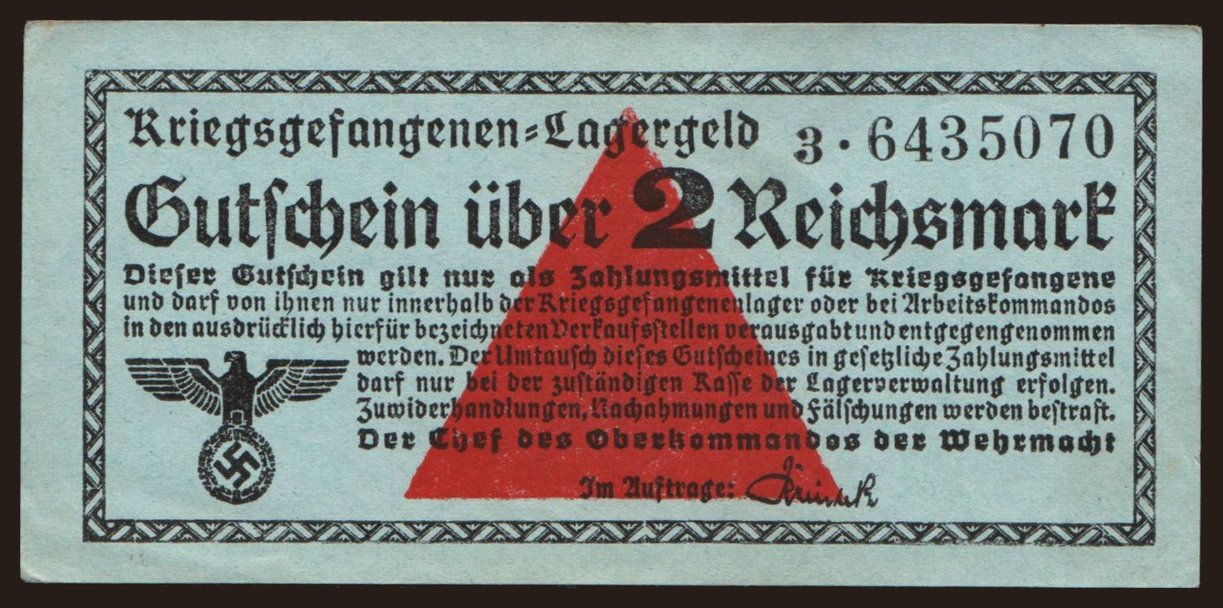 Kriegsgefangenen-Lagergeld 3 · 6435070
Gutschein über 2 Reichsmark
Dieser Gutschein gilt nur als Zahlungsmittel für Kriegsgefangene
und darf von ihnen nur innerhalb der Kriegsgefangenenlager oder bei Arbeitskommandos
in den ausdrücklich hierfür bezeichneten Verkaufsstellen verausgabt und entgegengenommen
werden. Der Umtausch dieses Gutscheines in gesetzliche Zahlungsmittel
darf nur bei der zuständigen Kasse der Lagerverwaltung erfolgen.
Zuwiderhandlungen, Nachahmungen und Fälschungen werden bestraft.
Der Chef des Oberkommandos der Wehrmacht
Im Auftrage: